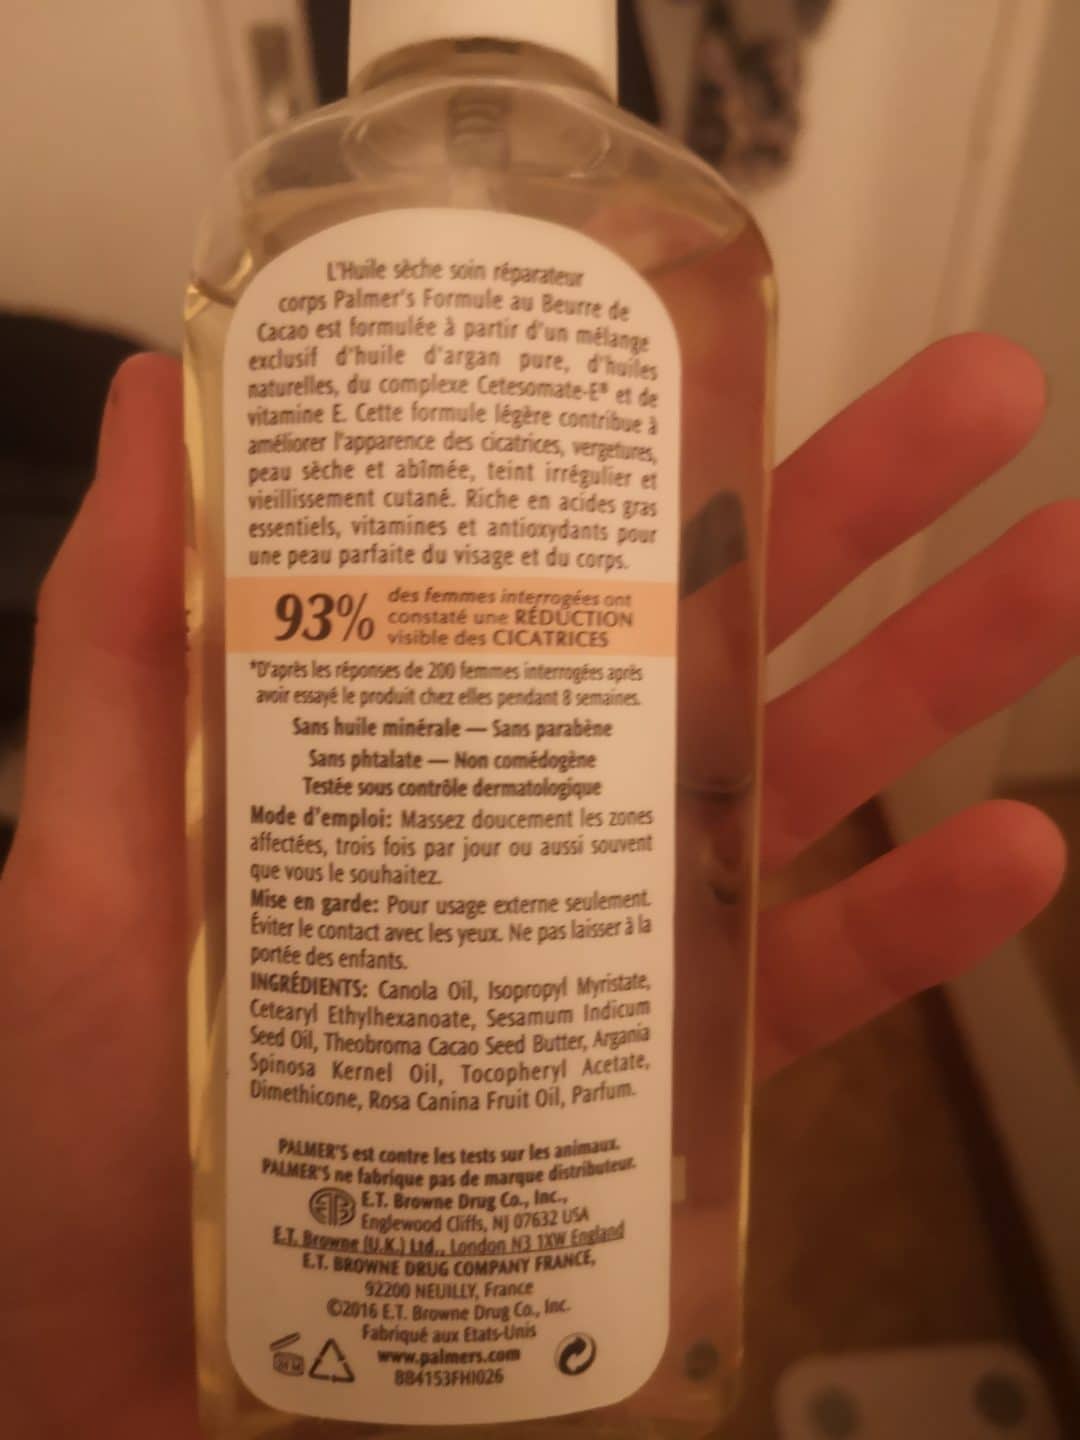 L'Huile sèche soin réparateur
corps Palmer's Formule au Beurre de
Cacao est formulée à partir d'un mélange
exclusif d'huile d'argan pure, d'huiles
naturelles, du complexe Cetesomate-E® et de
vitamine E. Cette formule légère contribue à
améliorer l'apparence des cicatrices, vergetures,
peau sèche et abîmée, teint irrégulier et
vieillissement cutané. Riche en acides gras
essentiels, vitamines et antioxydants pour
une peau parfaite du visage et du corps.
93% des femmes interrogées ont
constaté une RÉDUCTION
visible des CICATRICES
*D'après les réponses de 200 femmes interrogées après
avoir essayé le produit chez elles pendant 8 semaines.
Sans huile minérale — Sans parabène
Sans phtalate — Non comédogène
Testée sous contrôle dermatologique
Mode d'emploi: Massez doucement les zones
affectées, trois fois par jour ou aussi souvent
que vous le souhaitez.
Mise en garde: Pour usage externe seulement.
Éviter le contact avec les yeux. Ne pas laisser à la
portée des enfants.
INGRÉDIENTS: Canola Oil, Isopropyl Myristate,
Cetearyl Ethylhexanoate, Sesamum Indicum
Seed Oil, Theobroma Cacao Seed Butter, Argania
Spinosa Kernel Oil, Tocopheryl Acetate,
Dimethicone, Rosa Canina Fruit Oil, Parfum.
PALMER'S est contre les tests sur les animaux.
PALMER'S ne fabrique pas de marque distributeur.
E.T. Browne Drug Co., Inc.,
Englewood Cliffs, NJ 07632 USA
E.T. Browne (U.K.) Ltd., London N3 1XW England
E.T. BROWNE DRUG COMPANY FRANCE,
92200 NEUILLY, France
©2016 E.T. Browne Drug Co., Inc.
Fabriqué aux Etats-Unis
www.palmers.com
BB4153FHI026